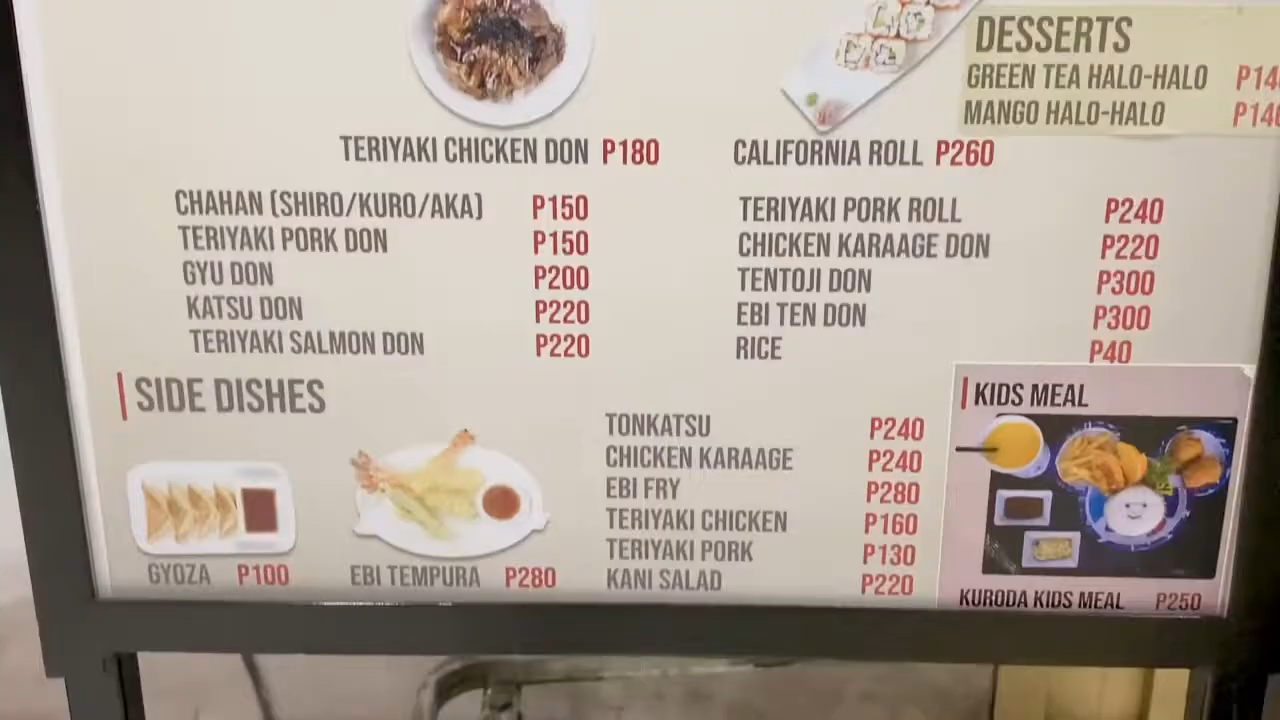 DESSERTS
GREEN TEA HALO-HALO
MANGO HALO-HALO
TERIYAKI CHICKEN DON P180
CALIFORNIA ROLL P260
CHAHAN (SHIRO/KURO/AKA) P150
TERIYAKI PORK DON P150
GYU DON P200
KATSU DON P220
TERIYAKI SALMON DON P220
TERIYAKI PORK ROLL P240
CHICKEN KARAAGE DON P220
TENTOJI DON P300
EBI TEN DON P300
RICE P40
SIDE DISHES
GYOZA P100
EBI TEMPURA P280
TONKATSU P240
CHICKEN KARAAGE P240
EBI FRY P280
TERIYAKI CHICKEN P160
TERIYAKI PORK P130
KANI SALAD P220
KIDS MEAL
KURODA KIDS MEAL P250